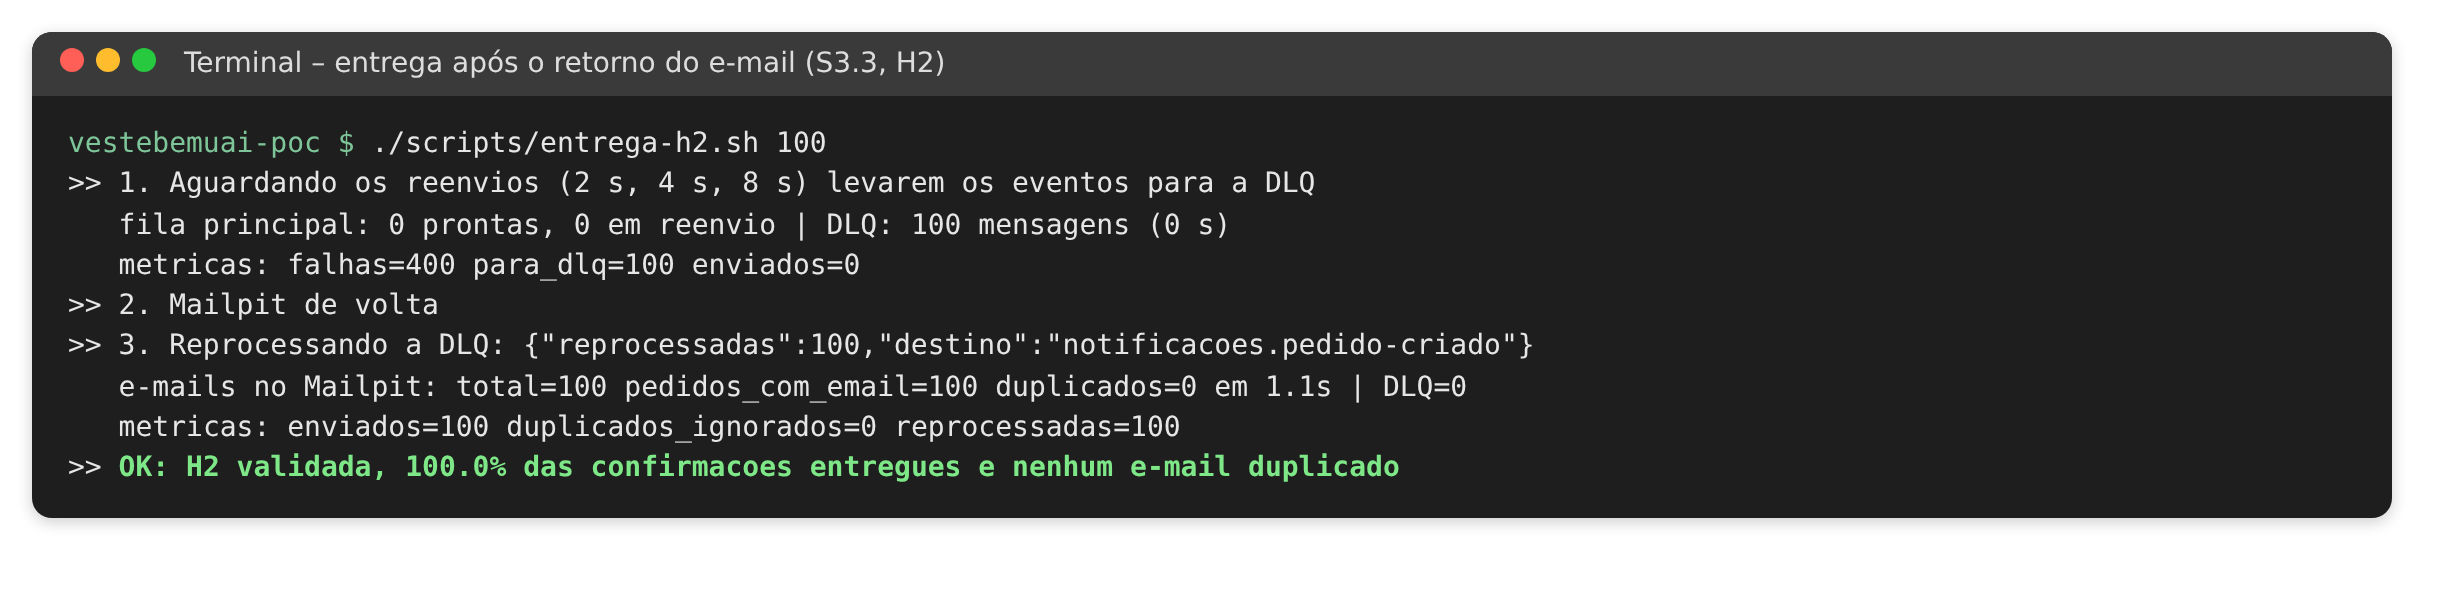 Terminal – entrega após o retorno do e-mail (S3.3, H2)
vestebemuai-poc $ ./scripts/entrega-h2.sh 100
>> 1. Aguardando os reenvios (2 s, 4 s, 8 s) levarem os eventos para a DLQ
   fila principal: 0 prontas, 0 em reenvio | DLQ: 100 mensagens (0 s)
   metricas: falhas=400 para_dlq=100 enviados=0
>> 2. Mailpit de volta
>> 3. Reprocessando a DLQ: {"reprocessadas":100,"destino":"notificacoes.pedido-criado"}
   e-mails no Mailpit: total=100 pedidos_com_email=100 duplicados=0 em 1.1s | DLQ=0
   metricas: enviados=100 duplicados_ignorados=0 reprocessadas=100
>> OK: H2 validada, 100.0% das confirmacoes entregues e nenhum e-mail duplicado